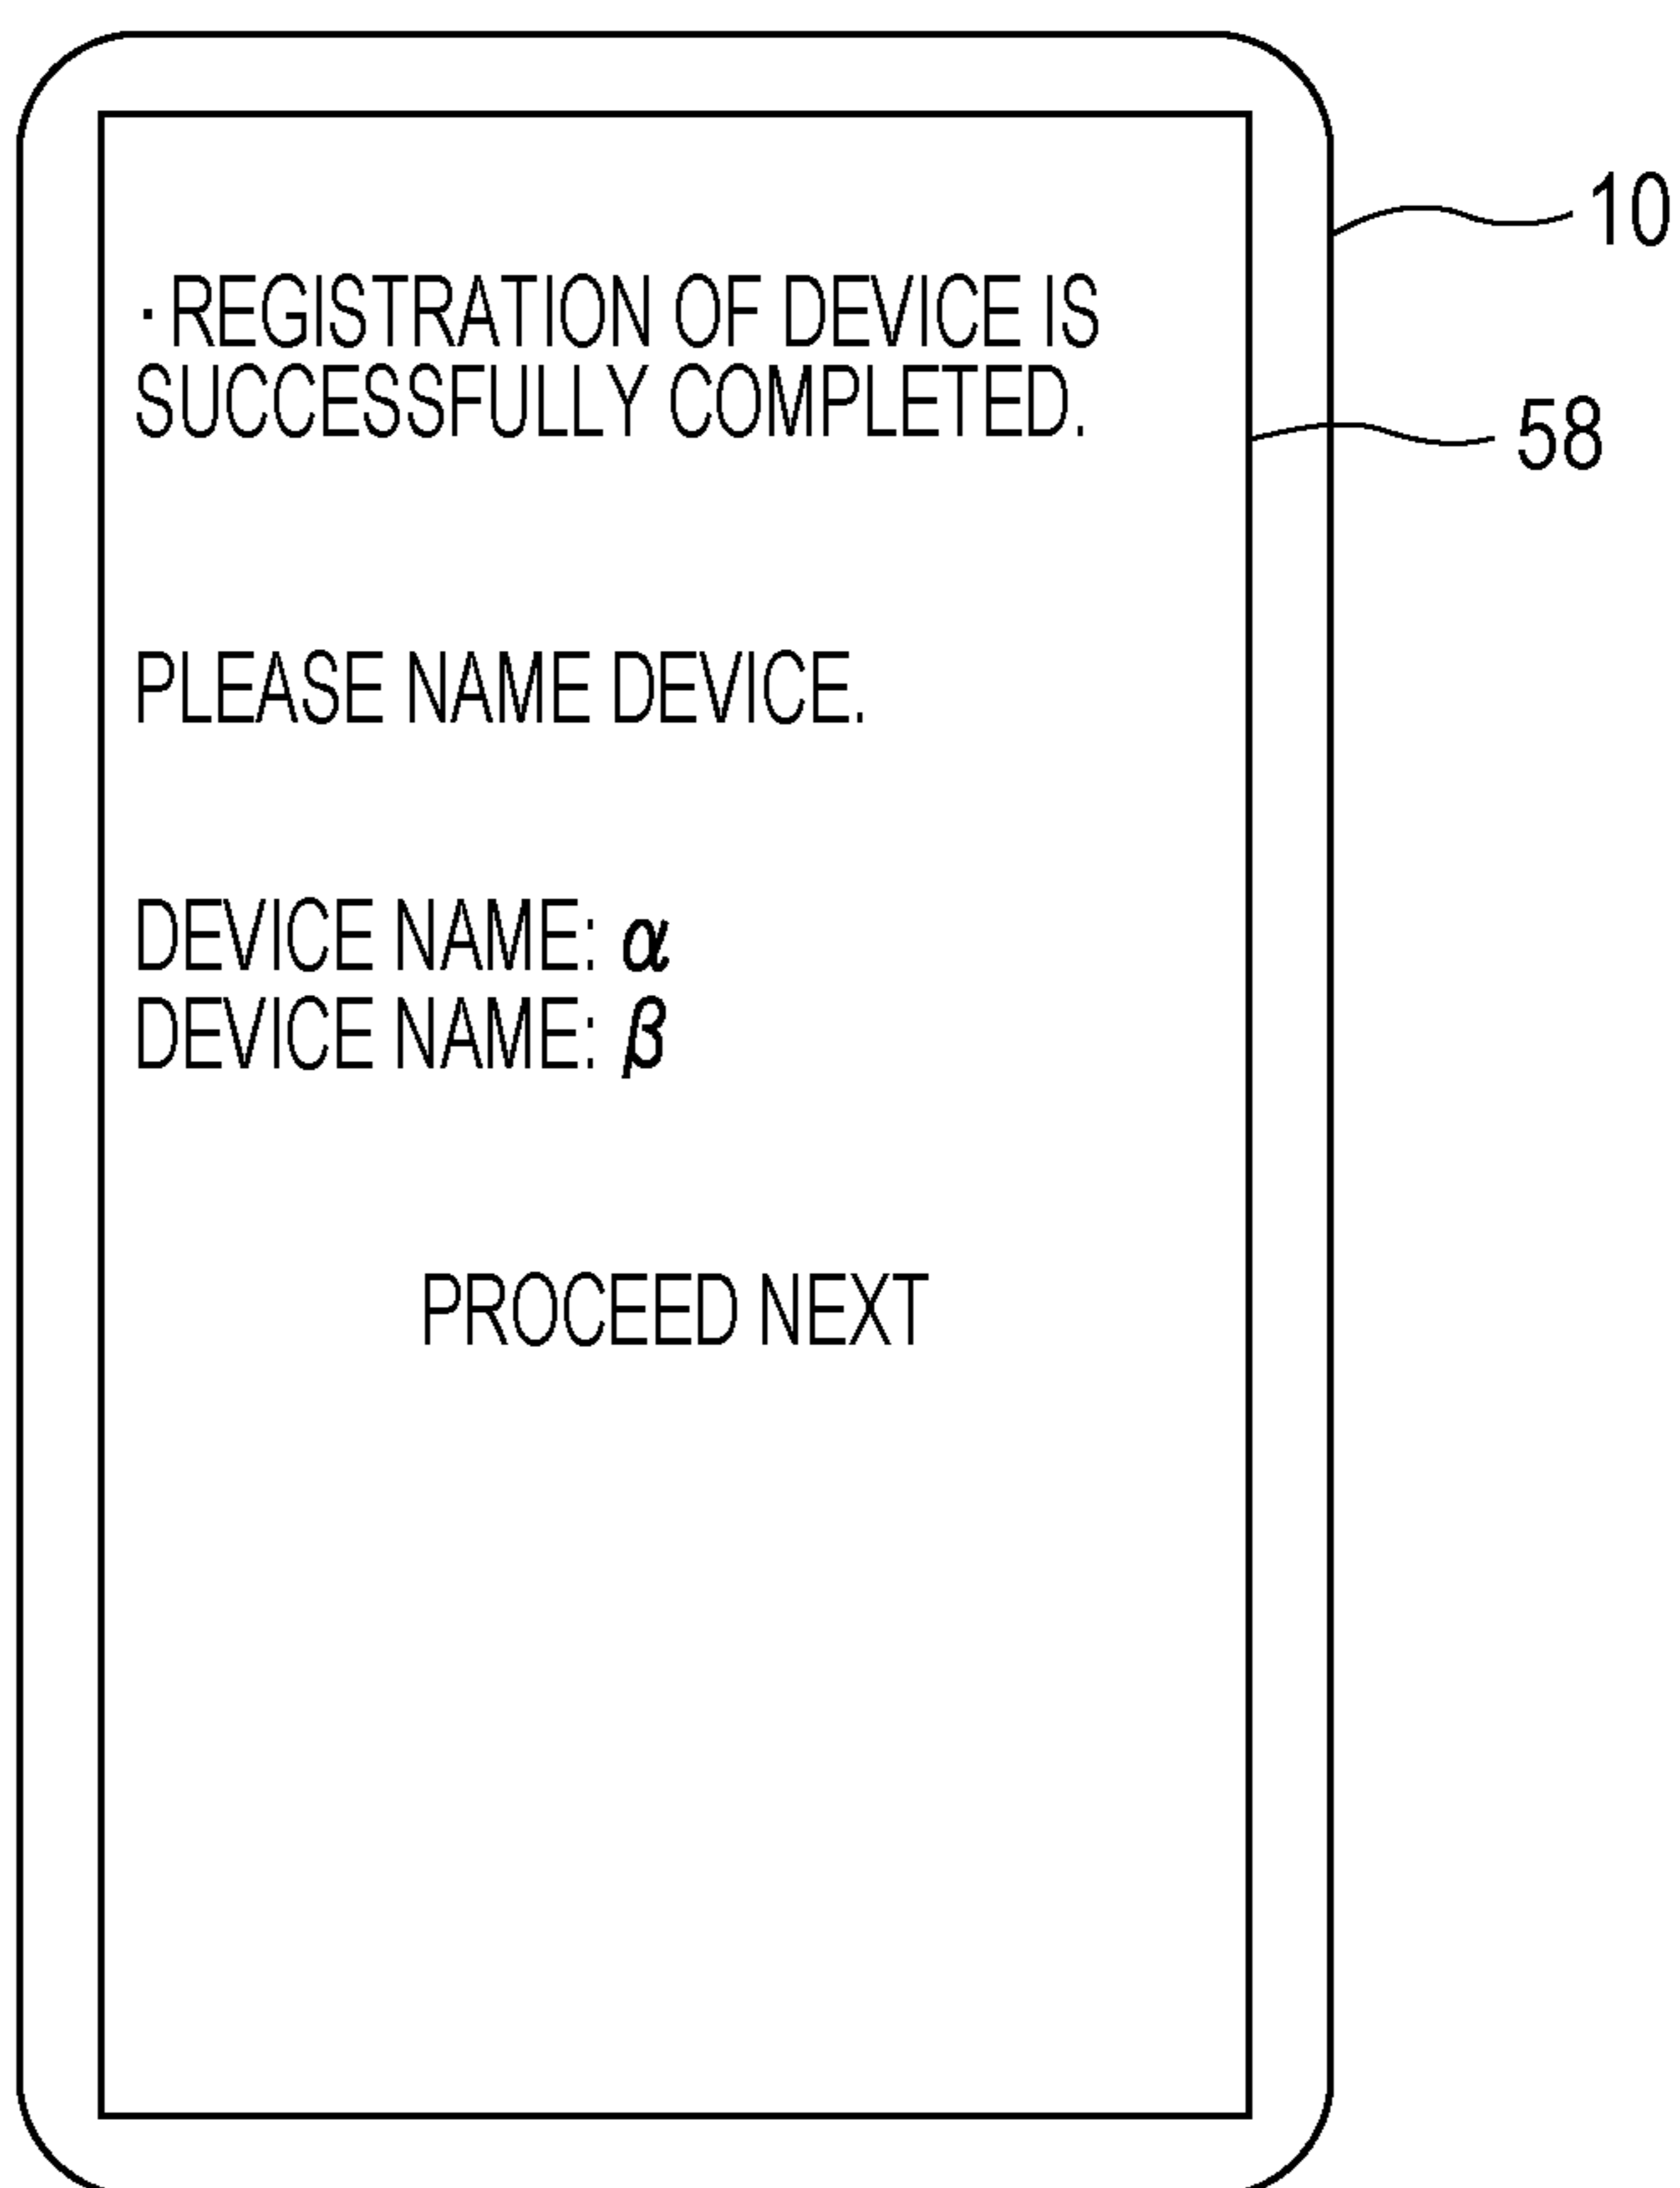 10
· REGISTRATION OF DEVICE IS
SUCCESSFULLY COMPLETED.
58
PLEASE NAME DEVICE.
DEVICE NAME: α
DEVICE NAME: β
PROCEED NEXT